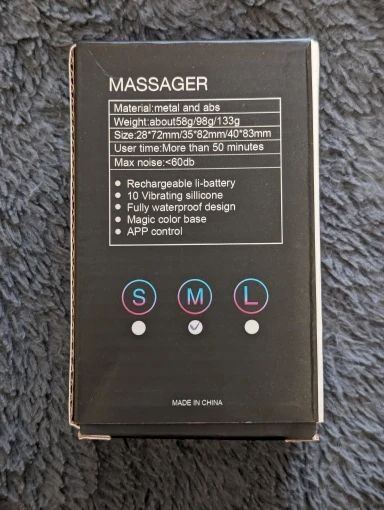 MASSAGER
Material:metal and abs
Weight:about58g/98g/133g
Size:28*72mm/35*82mm/40*83mm
User time:More than 50 minutes
Max noise:<60db
● Rechargeable li-battery
● 10 Vibrating sillicone
● Fully waterproof design
● Magic color base
● APP control
S M L
MADE IN CHINA